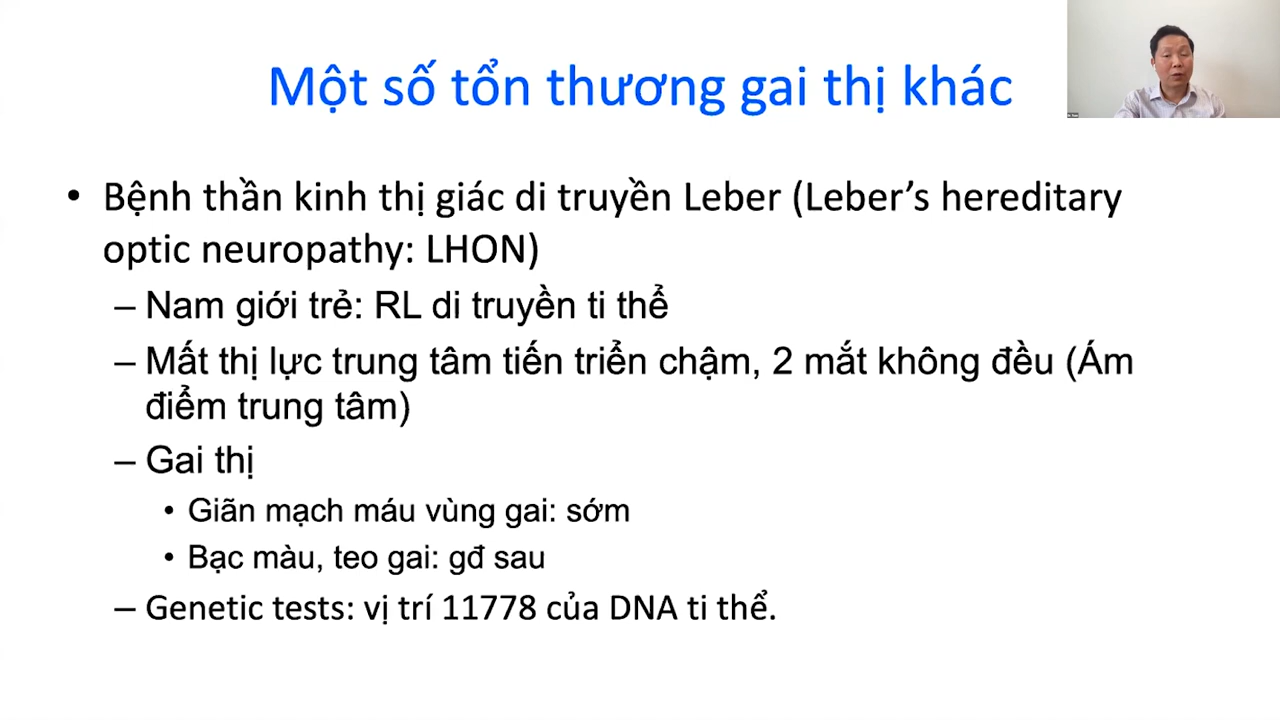 Một số tổn thương gai thị khác
• Bệnh thần kinh thị giác di truyền Leber (Leber’s hereditary
optic neuropathy: LHON)
– Nam giới trẻ: RL di truyền ti thể
– Mất thị lực trung tâm tiến triển chậm, 2 mắt không đều (Ám
điểm trung tâm)
– Gai thị
• Giãn mạch máu vùng gai: sớm
• Bạc màu, teo gai: gđ sau
– Genetic tests: vị trí 11778 của DNA ti thể.